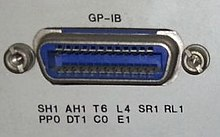 GP-IB
SH1 AH1 T6 L4 SR1 RL1
PP0 DT1 C0 E1